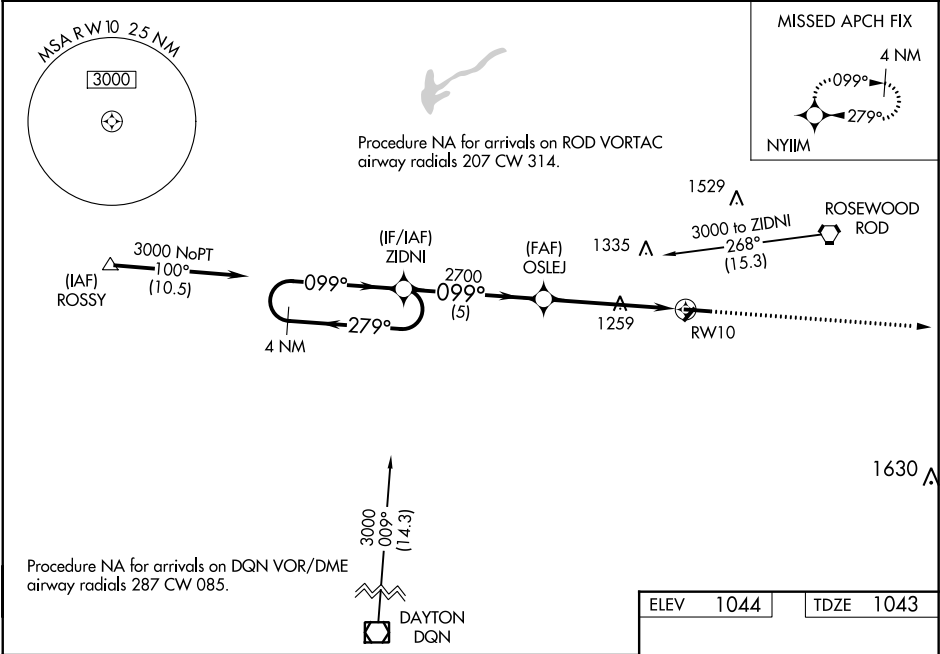 MSA RW10 25 NM
3000
MISSED APCH FIX
4 NM
099°
279°
NYIIM
Procedure NA for arrivals on ROD VORTAC
airway radials 207 CW 314.
1529
ROSEWOOD
ROD
3000 to ZIDNI
268°
(15.3)
1335
(IF/IAF)
ZIDNI
(FAF)
OSLEJ
3000 NoPT
100°
(10.5)
(IAF)
ROSSY
099°
279°
4 NM
2700
099°
(5)
1259
RW10
1630
3000
009°
(14.3)
Procedure NA for arrivals on DQN VOR/DME
airway radials 287 CW 085.
DAYTON
DQN
ELEV 1044
TDZE 1043